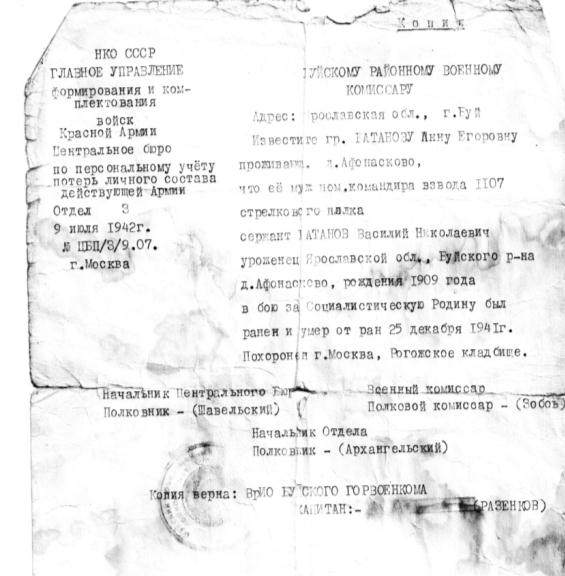 Копия
НКО СССР
ГЛАВНОЕ УПРАВЛЕНИЕ
формирования и ком-
плектования
войск
Красной Армии
Центральное бюро
по персональному учёту
потерь личного состава
действующей Армии
Отдел 3
9 июля 1942г.
№ ЦБП/3/9.07.
г.Москва
БУЙСКОМУ РАЙОННОМУ ВОЕННОМУ
КОМИССАРУ
Адрес: Ярославская обл., г.Буй
Известите гр. ВАТАНОВУ Анну Егоровну
проживающ. д.Афонасково,
что её муж пом.командира взвода 1107
стрелкового полка
сержант ВАТАНОВ Василий Николаевич
уроженец Ярославской обл., Буйского р-на
д.Афонасково, рождения 1909 года
в бою за Социалистическую Родину был
ранен и умер от ран 25 декабря 1941г.
Похоронен г.Москва, Рогожское кладбище.
Начальник Центрального Бюро
Полковник - (Шавельский)
Военный комиссар
Полковой комиссар - (Зобов)
Начальник Отдела
Полковник - (Архангельский)
Копия верна: ВрИО БУЙСКОГО ГОРВОЕНКОМА
КАПИТАН:- (РАЗЕНКОВ)